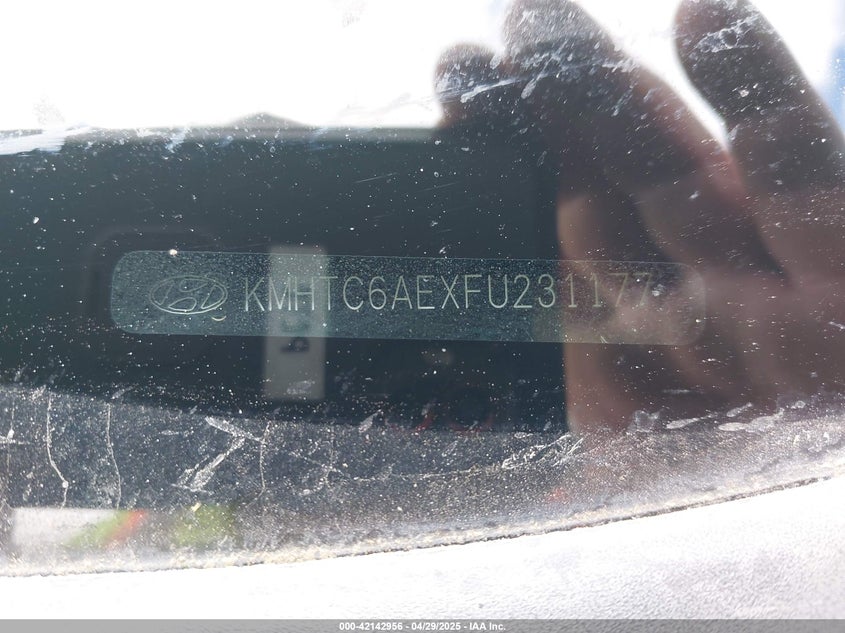 KMHTC6AEXFU231177
000-42142956 - 04/29/2025 - IAA Inc.